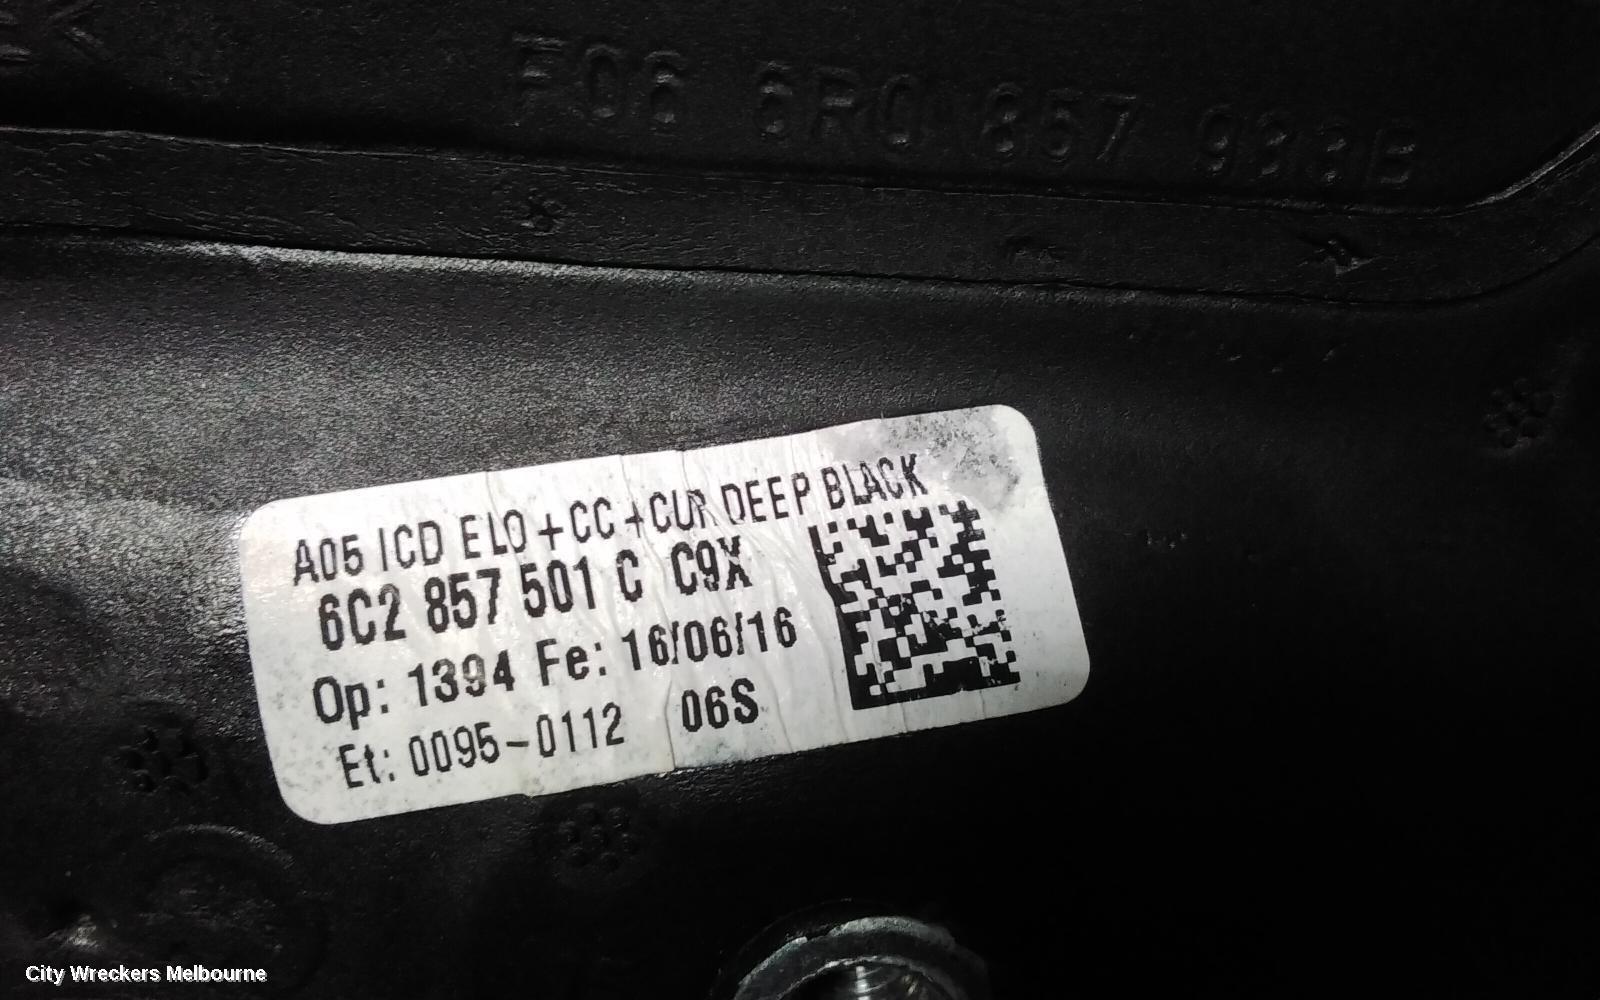 F06 6R0 857 933B
A05 ICD ELO +CC +CUR DEEP BLACK
6C2 857 501 C C9X
Op: 1394 Fe: 16/06/16
Et: 0095-0112 06S
City Wreckers Melbourne